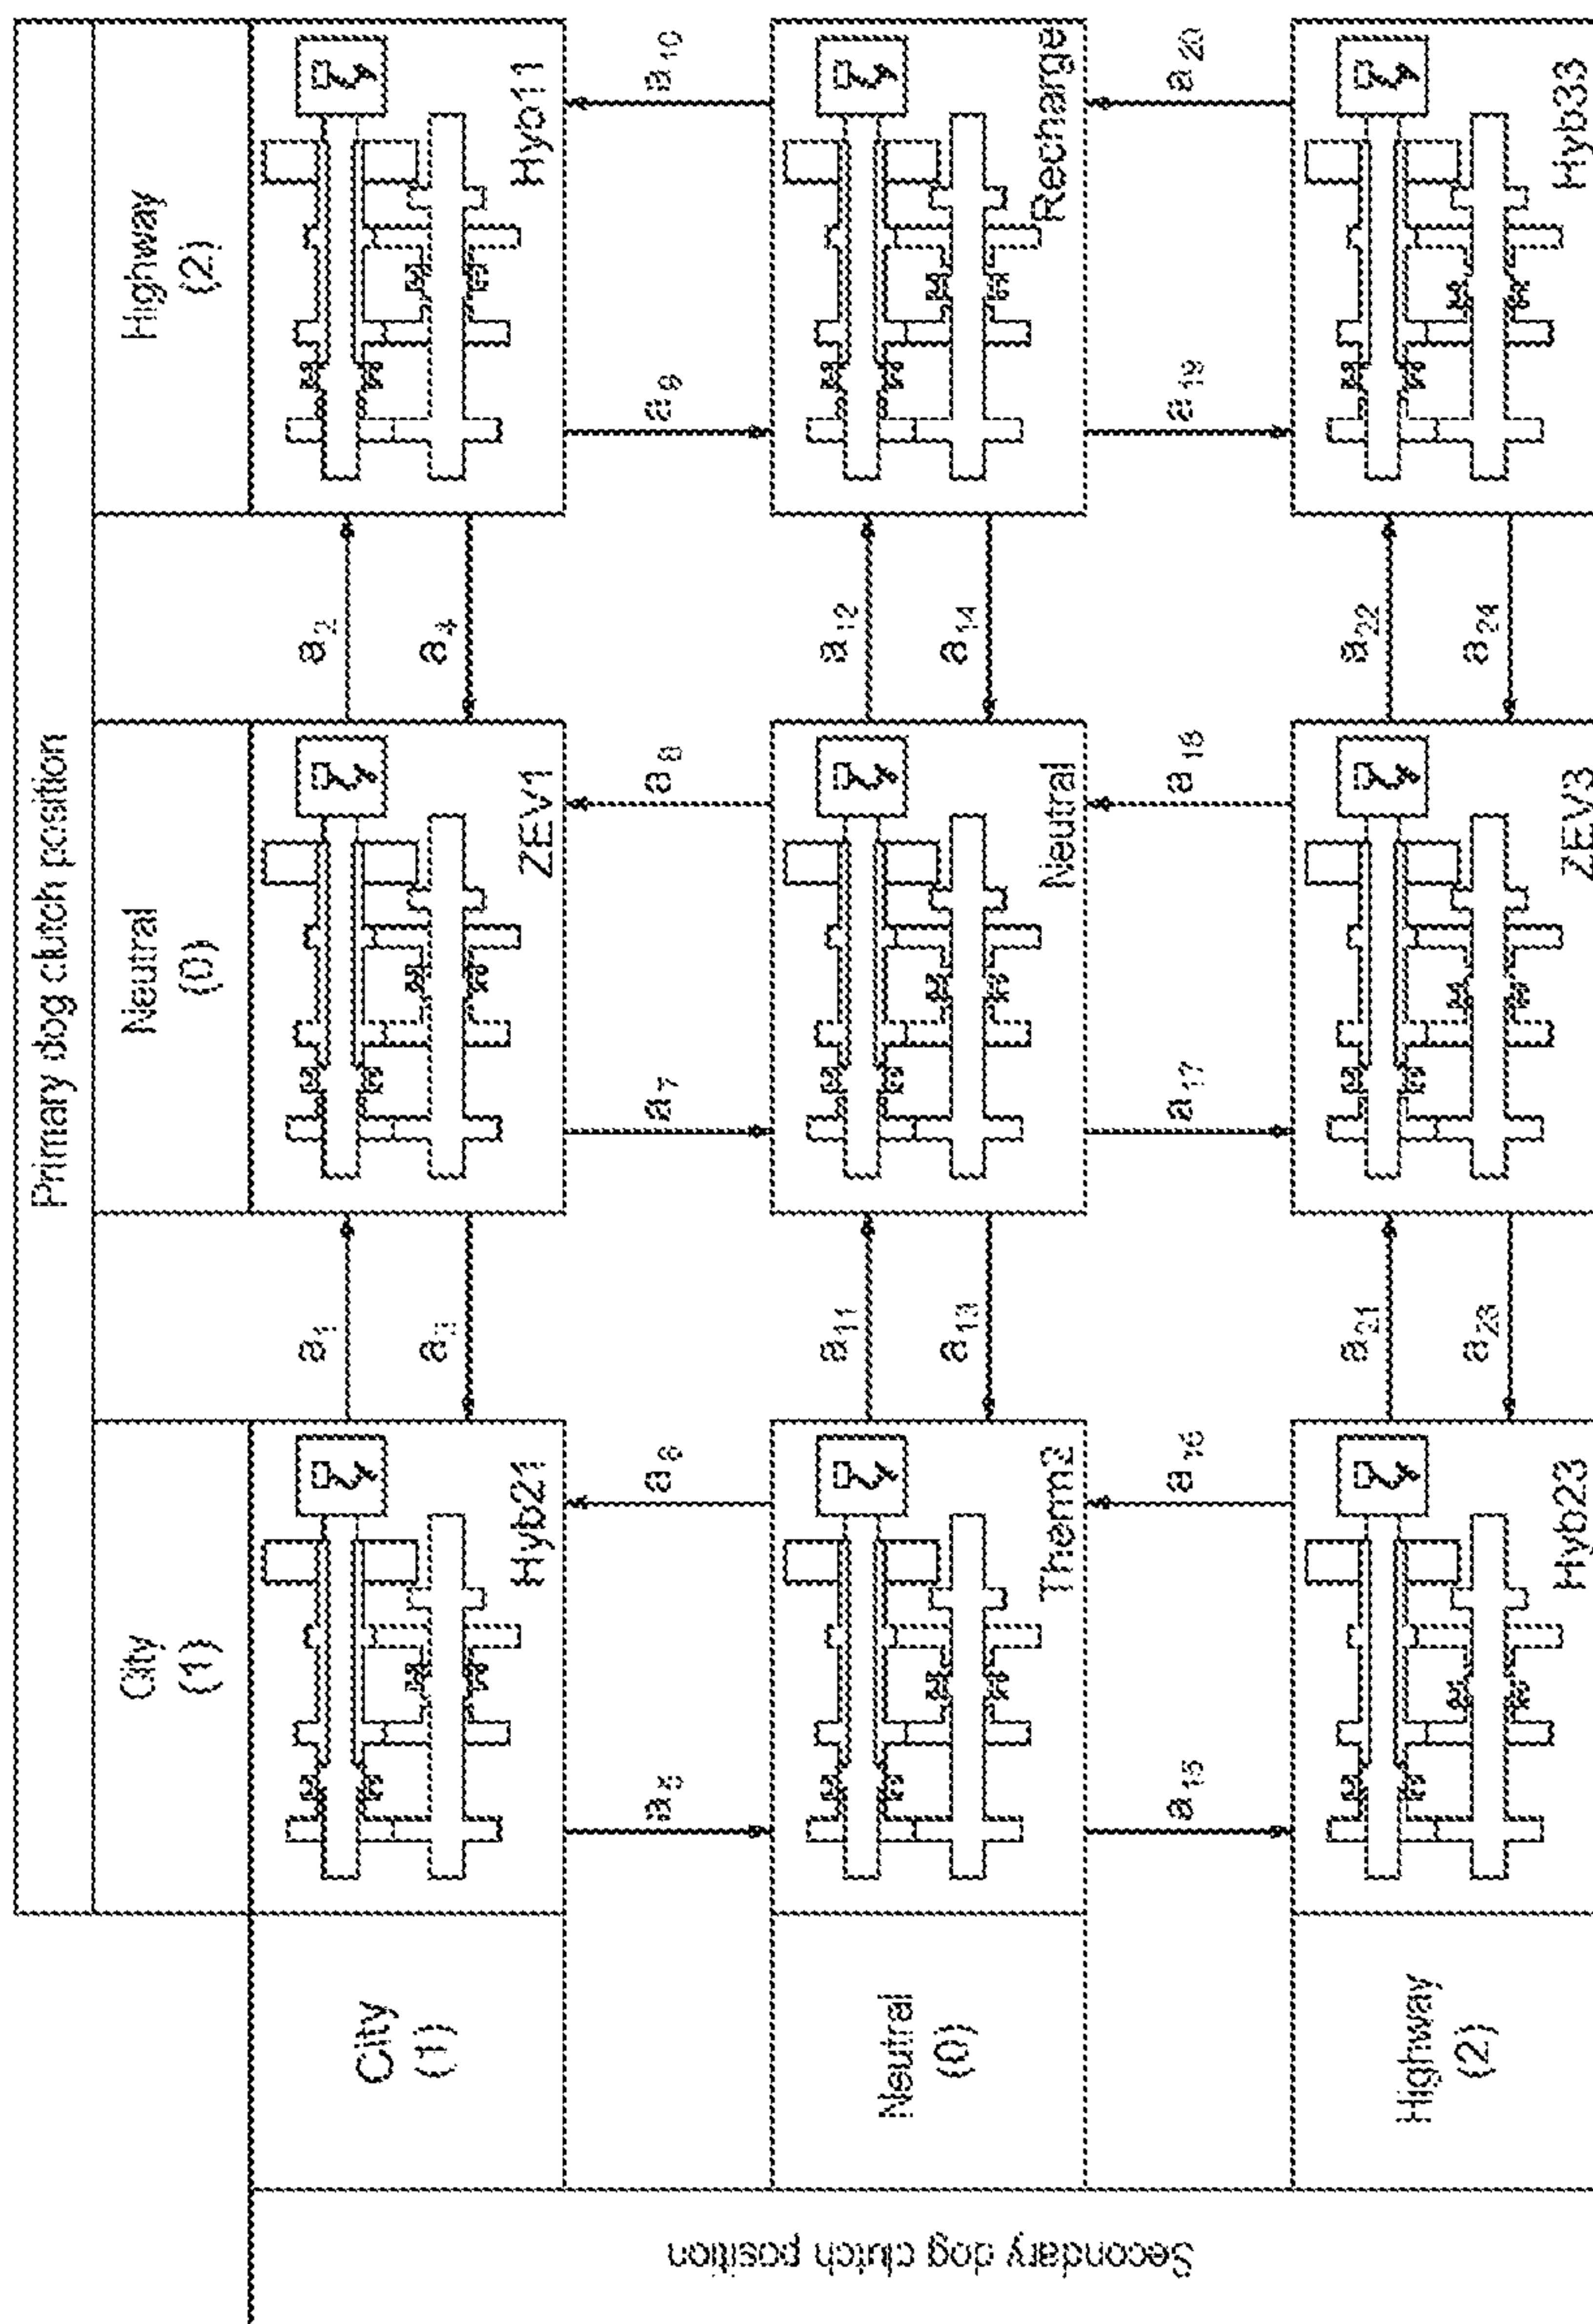 Primary dog clutch position
City
(1)
Neutral
(0)
Highway
(2)
Secondary dog clutch position
City
(1)
Hyb21
a1
a3
ZEV1
a2
a4
Hyb11
a5
a6
a7
a8
a9
a10
Neutral
(0)
Therm2
a11
a13
Neutral
a12
a14
Recharge
a15
a16
a17
a18
a19
a20
Highway
(2)
Hyb23
a21
a23
ZEV3
a22
a24
Hyb33